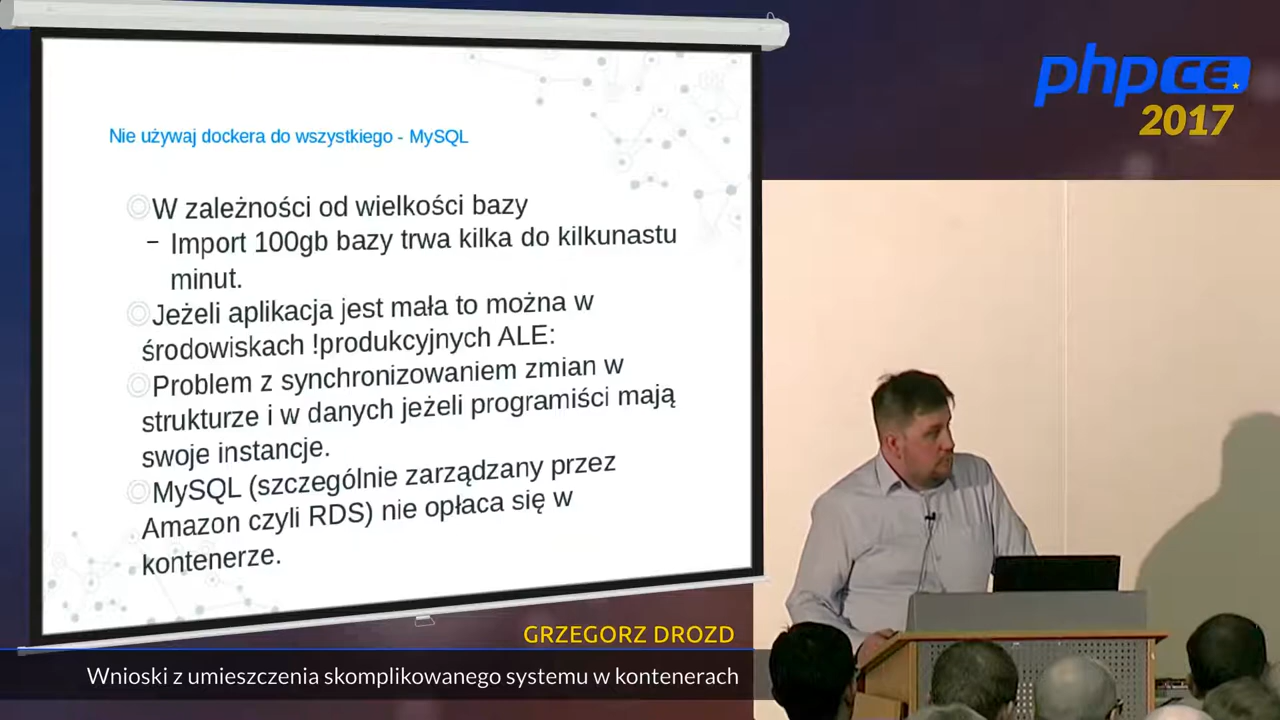 phpCE
2017
Nie używaj dockera do wszystkiego - MySQL
W zależności od wielkości bazy
– Import 100gb bazy trwa kilka do kilkunastu
minut.
Jeżeli aplikacja jest mała to można w
środowiskach !produkcyjnych ALE:
Problem z synchronizowaniem zmian w
strukturze i w danych jeżeli programiści mają
swoje instancje.
MySQL (szczególnie zarządzany przez
Amazon czyli RDS) nie opłaca się w
kontenerze.
GRZEGORZ DROZD
Wnioski z umieszczenia skomplikowanego systemu w kontenerach